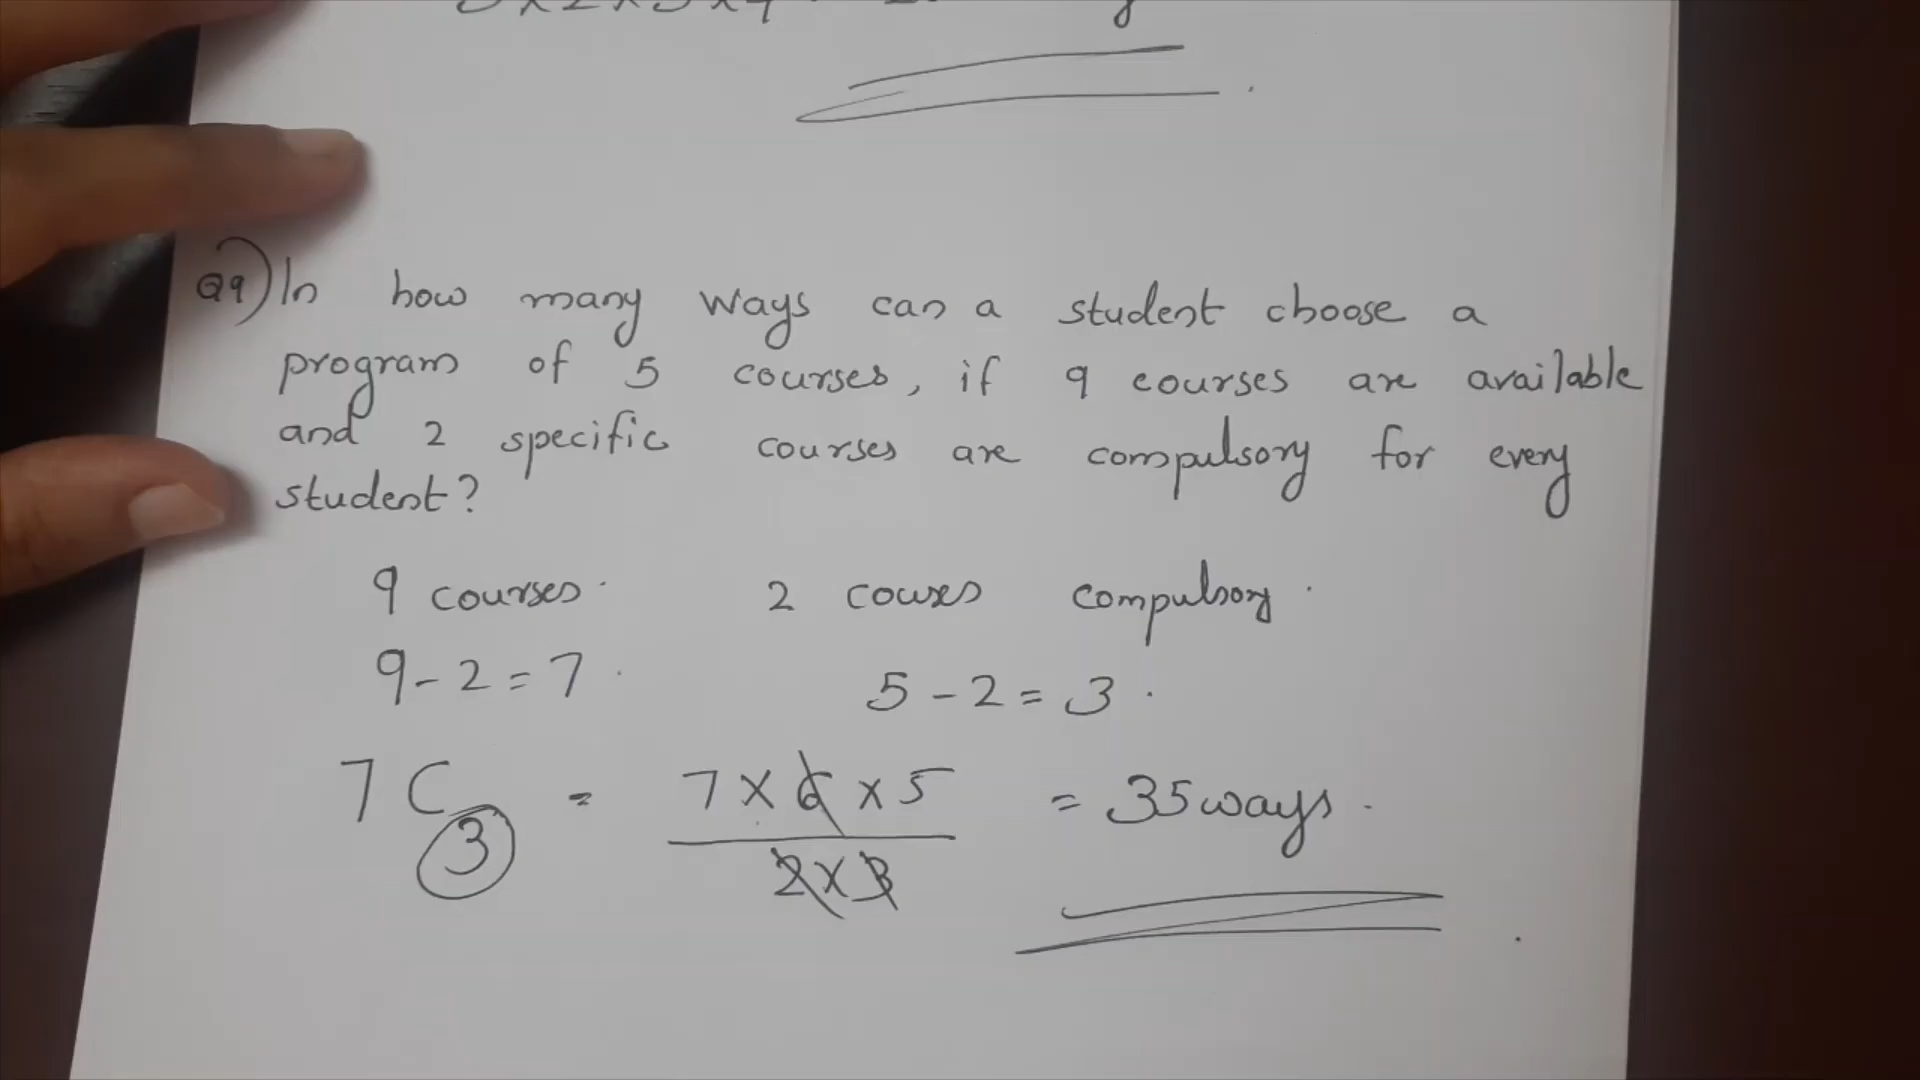 Q9) In how many ways can a student choose a
program of 5 courses, if 9 courses are available
and 2 specific courses are compulsory for every
student?
9 courses. 2 courses compulsory.
9-2=7. 5-2=3.
7C3 = 7×6×5 / 2×3 = 35 ways.